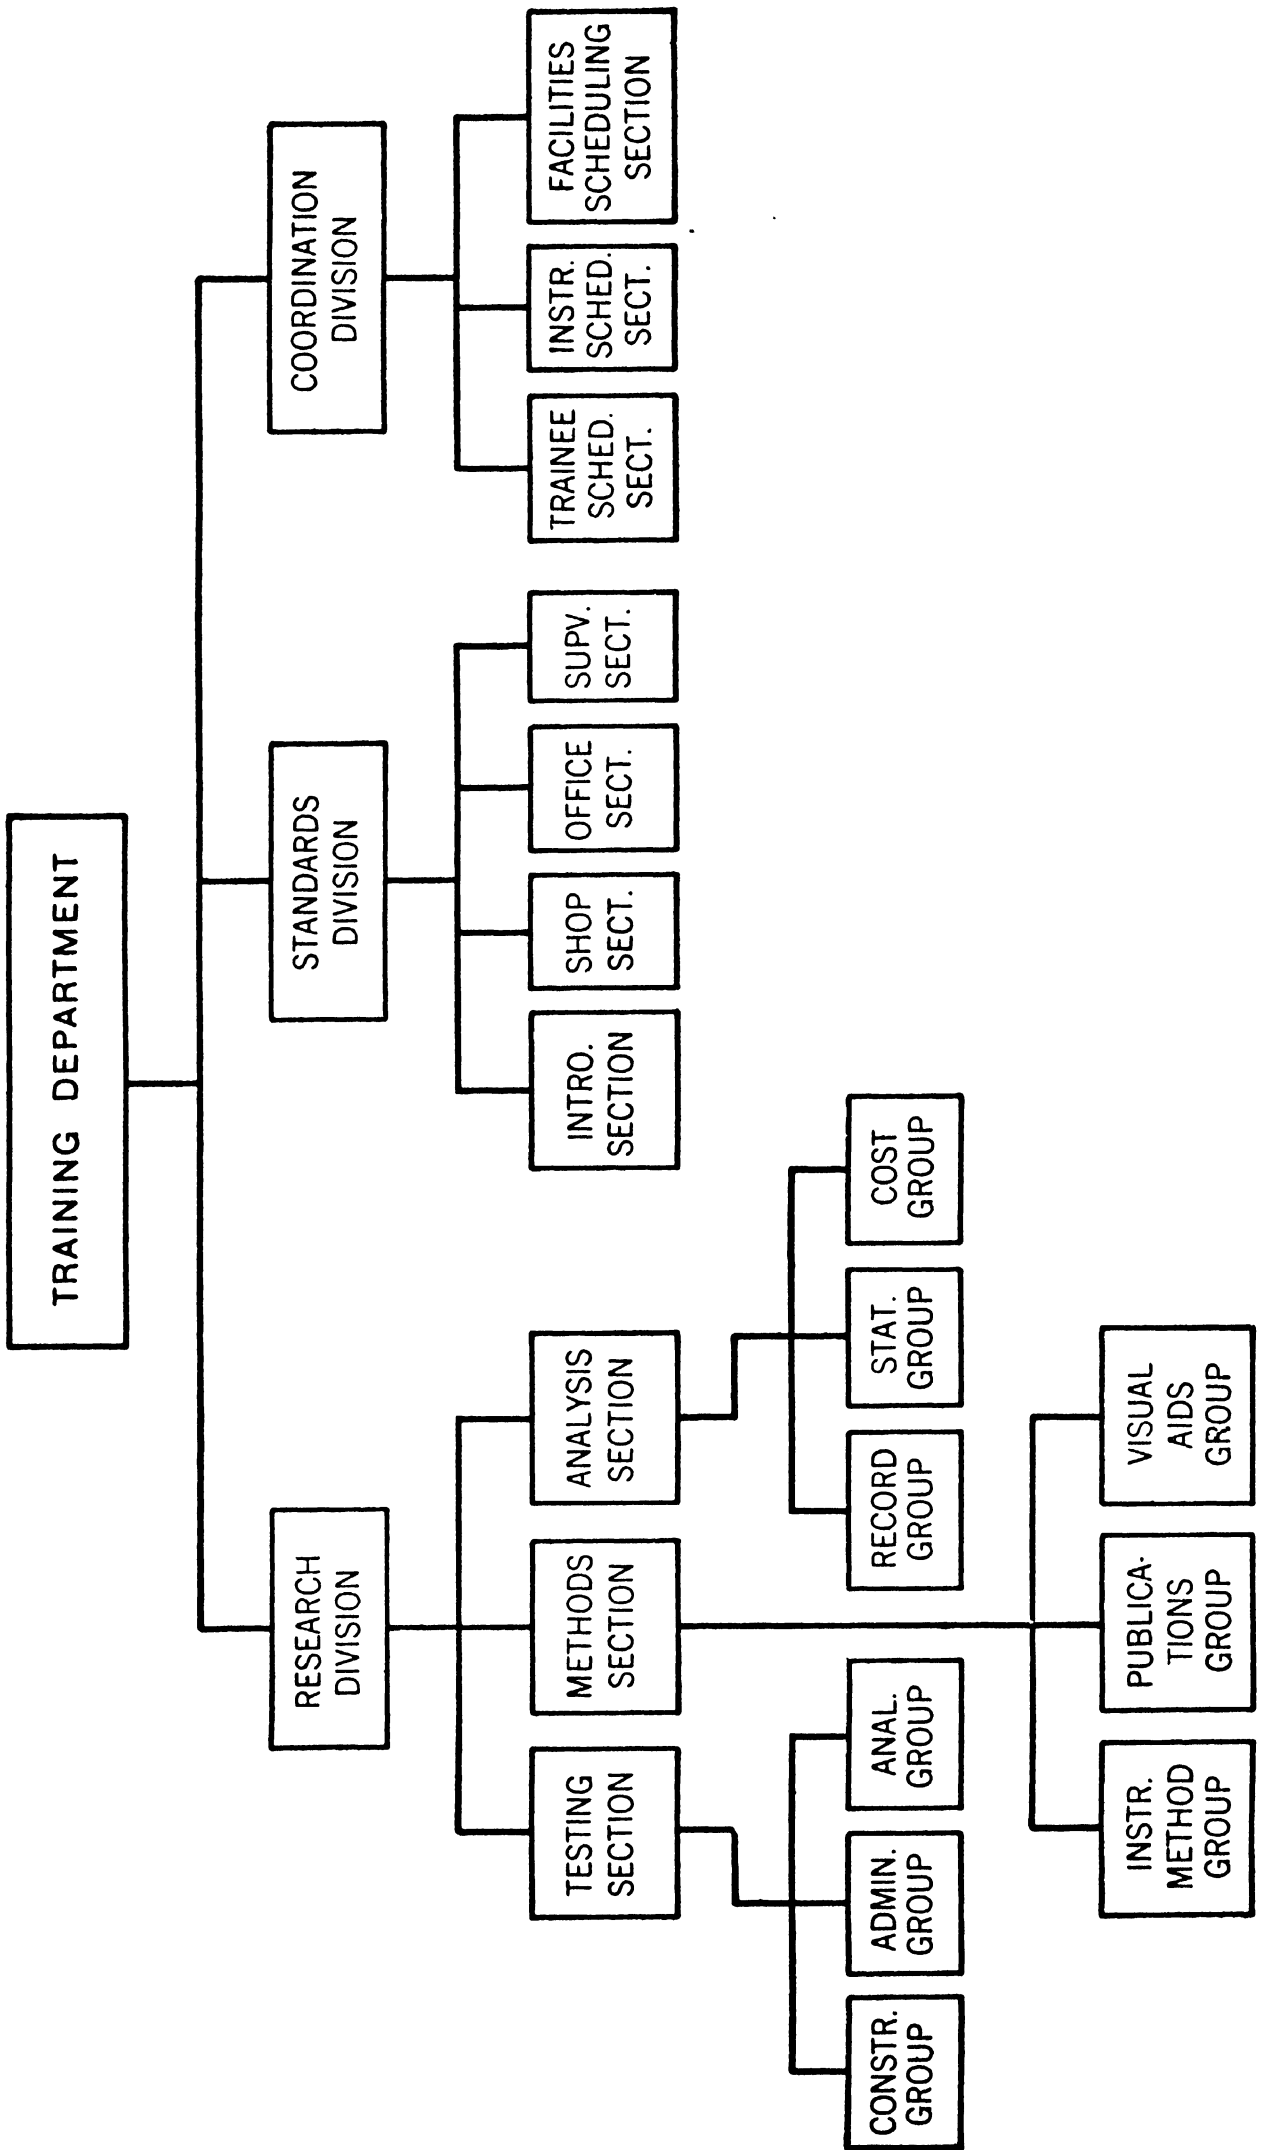 TRAINING DEPARTMENT
RESEARCH
DIVISION
STANDARDS
DIVISION
COORDINATION
DIVISION
TESTING
SECTION
METHODS
SECTION
ANALYSIS
SECTION
INTRO.
SECTION
SHOP
SECT.
OFFICE
SECT.
SUPV.
SECT.
TRAINEE
SCHED.
SECT.
INSTR.
SCHED.
SECT.
FACILITIES
SCHEDULING
SECTION
CONSTR.
GROUP
ADMIN.
GROUP
ANAL.
GROUP
RECORD
GROUP
STAT.
GROUP
COST
GROUP
INSTR.
METHOD
GROUP
PUBLICA-
TIONS
GROUP
VISUAL
AIDS
GROUP